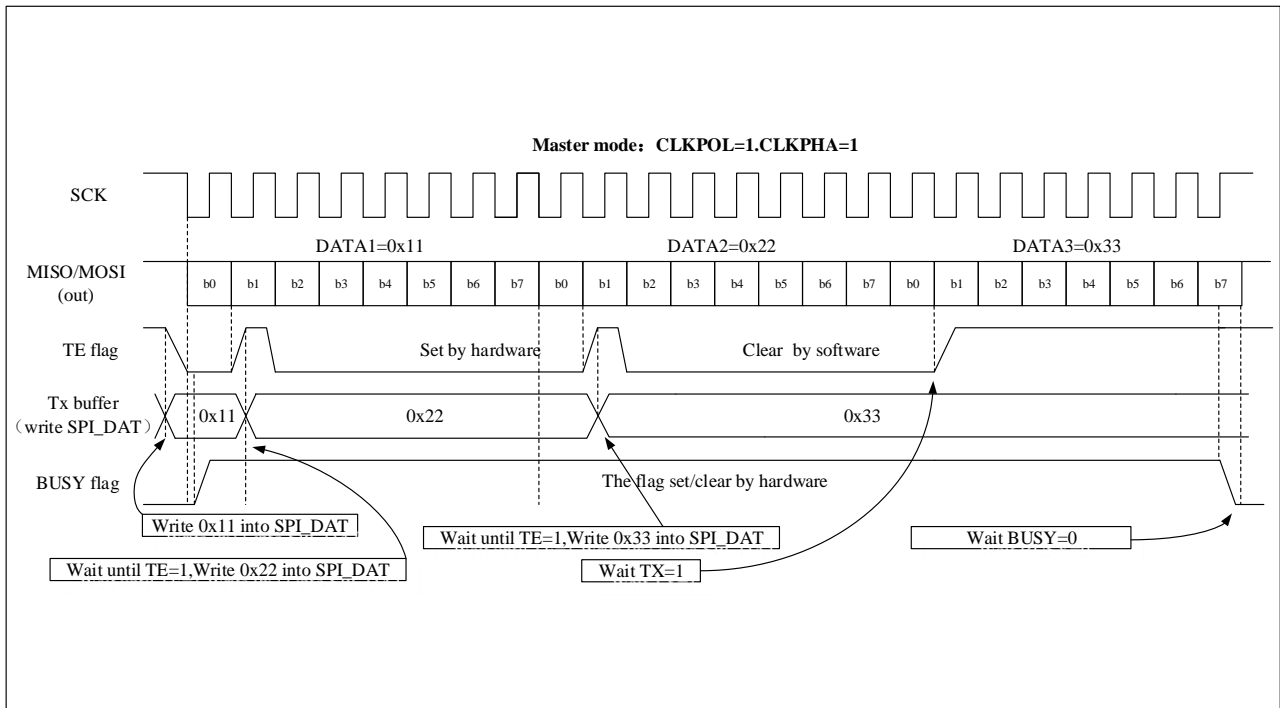 Master mode：CLKPOL=1.CLKPHA=1
SCK
DATA1=0x11 DATA2=0x22 DATA3=0x33
MISO/MOSI
(out)
b0 b1 b2 b3 b4 b5 b6 b7 b0 b1 b2 b3 b4 b5 b6 b7 b0 b1 b2 b3 b4 b5 b6 b7
TE flag Set by hardware Clear by software
Tx buffer
（write SPI_DAT）
0x11 0x22 0x33
BUSY flag The flag set/clear by hardware
Write 0x11 into SPI_DAT
Wait until TE=1,Write 0x33 into SPI_DAT
Wait BUSY=0
Wait until TE=1,Write 0x22 into SPI_DAT
Wait TX=1